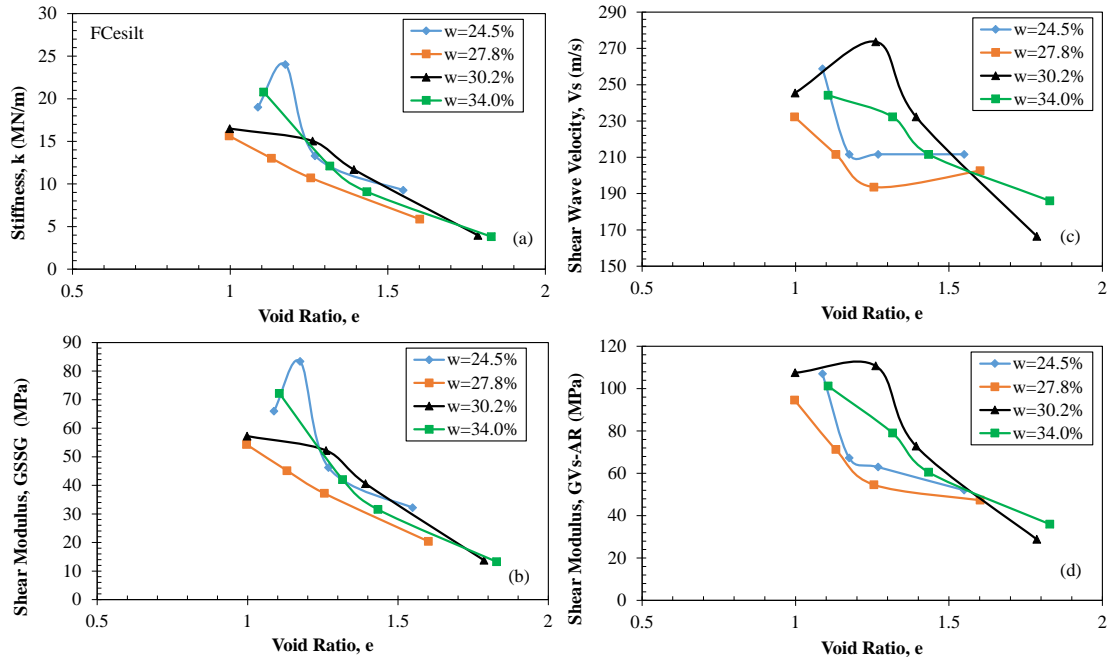 FCesilt
w=24.5%
w=27.8%
w=30.2%
w=34.0%
30
25
20
15
10
5
0
0.5
1
1.5
2
Stiffness, k (MN/m)
Void Ratio, e
(a)
w=24.5%
w=27.8%
w=30.2%
w=34.0%
290
270
250
230
210
190
170
150
0.5
1
1.5
2
Shear Wave Velocity, Vs (m/s)
Void Ratio, e
(c)
w=24.5%
w=27.8%
w=30.2%
w=34.0%
90
80
70
60
50
40
30
20
10
0
0.5
1
1.5
2
Shear Modulus, GSSG (MPa)
Void Ratio, e
(b)
w=24.5%
w=27.8%
w=30.2%
w=34.0%
120
100
80
60
40
20
0
0.5
1
1.5
2
Shear Modulus, GVs-AR (MPa)
Void Ratio, e
(d)